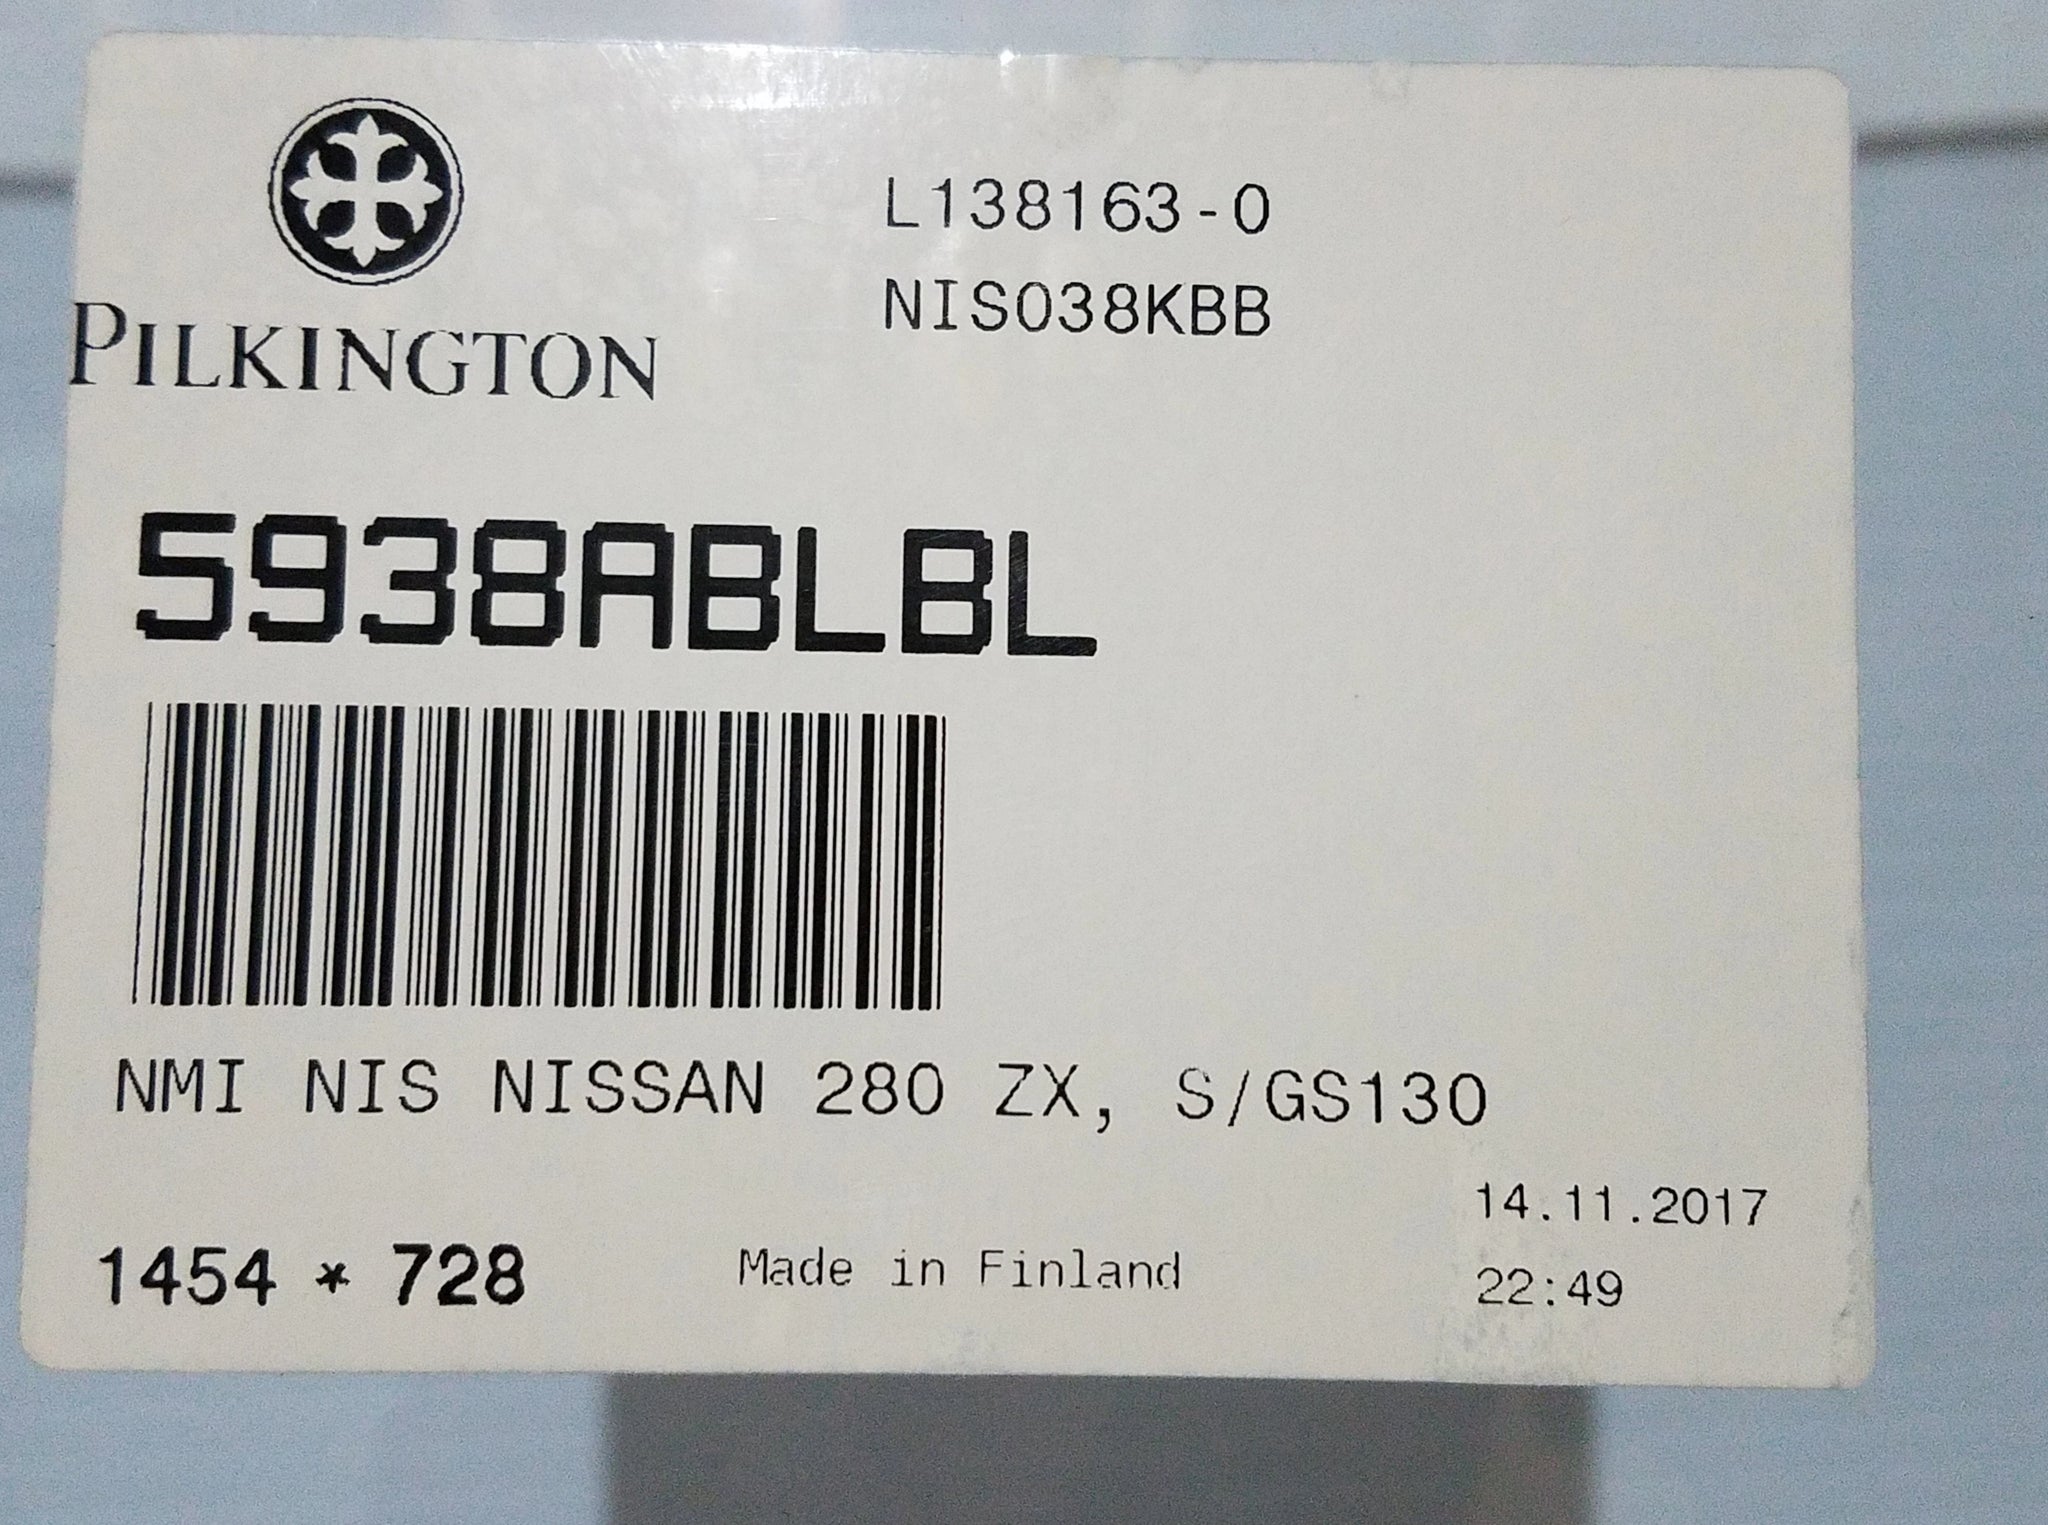 PILKINGTON
L138163-0
NIS038KBB
5938ABLBL
NMI NIS NISSAN 280 ZX, S/GS130
1454 * 728
Made in Finland
14.11.2017
22:49